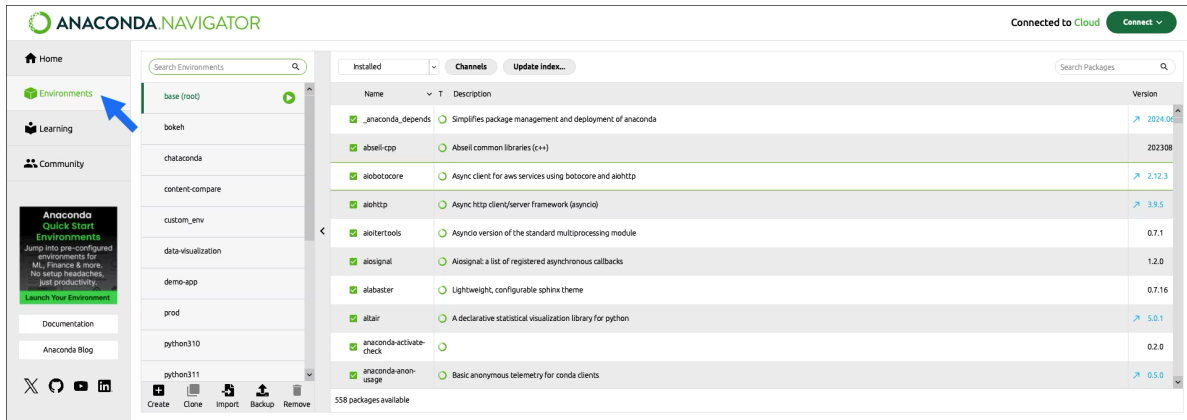 ANACONDA.NAVIGATOR
Connected to Cloud
Connect
Home
Environments
Learning
Community
Anaconda
Quick Start
Environments
Jump into pre-configured
environments for
ML, Finance & more.
No setup headaches,
just productivity.
Launch Your Environment
Documentation
Anaconda Blog
Search Environments
base (root)
bokeh
chataconda
content-compare
custom_env
data-visualization
demo-app
prod
python310
python311
Create Clone Import Backup Remove
Installed Channels Update index... Search Packages
Name T Description Version
_anaconda_depends Simplifies package management and deployment of anaconda 2024.06
abseil-cpp Abseil common libraries (c++) 202308
aiobotocore Async client for aws services using botocore and aiohttp 2.12.3
aiohttp Async http client/server framework (asyncio) 3.9.5
aioitertools Asyncio version of the standard multiprocessing module 0.7.1
aiosignal Aiosignal: a list of registered asynchronous callbacks 1.2.0
alabaster Lightweight, configurable sphinx theme 0.7.16
altair A declarative statistical visualization library for python 5.0.1
anaconda-activate-
check 0.2.0
anaconda-anon-
usage Basic anonymous telemetry for conda clients 0.5.0
558 packages available